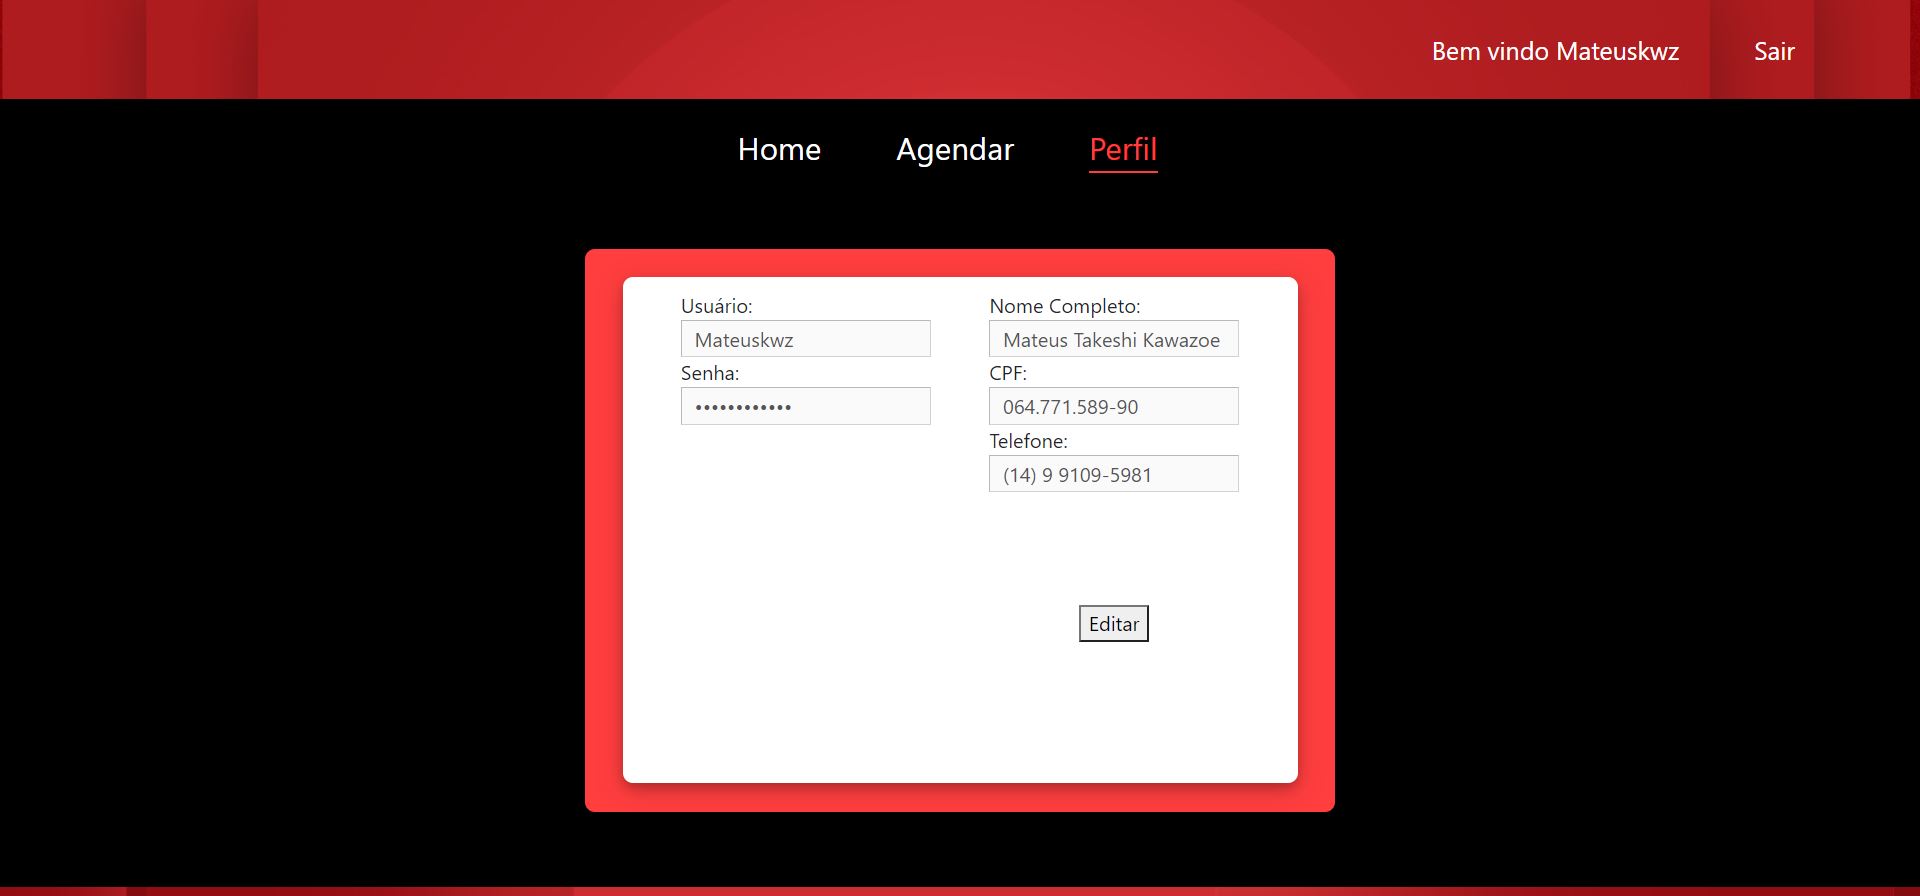 Bem vindo Mateuskwz
Sair
Home
Agendar
Perfil
Usuário:
Mateuskwz
Senha:
••••••••••••
Nome Completo:
Mateus Takeshi Kawazoe
CPF:
064.771.589-90
Telefone:
(14) 9 9109-5981
Editar